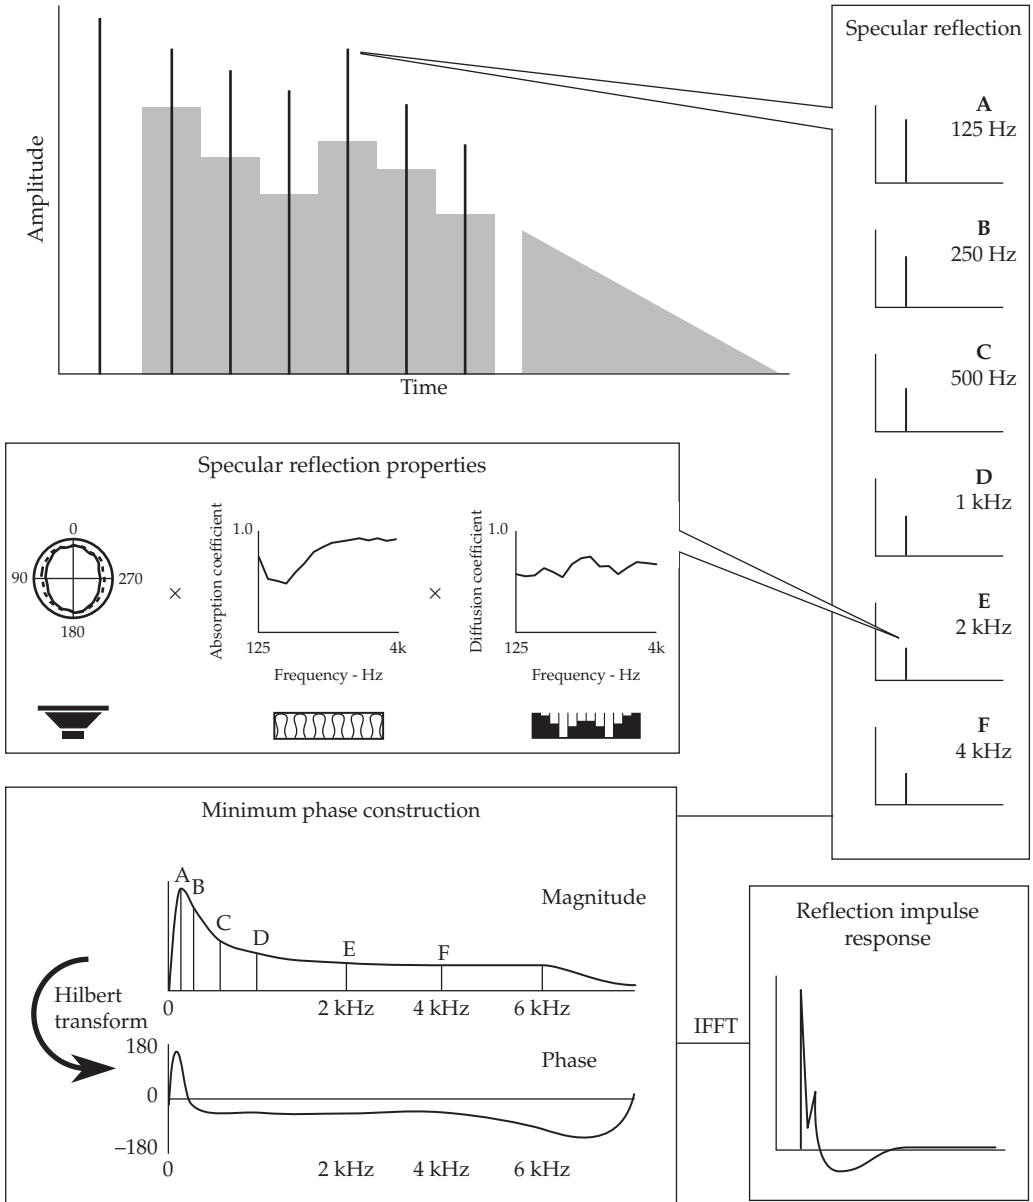 Amplitude
Time
Specular reflection
A
125 Hz
B
250 Hz
C
500 Hz
D
1 kHz
E
2 kHz
F
4 kHz
Specular reflection properties
0
90
270
180
×
Absorption coefficient
1.0
125
4k
Frequency - Hz
×
Diffusion coefficient
1.0
125
4k
Frequency - Hz
Minimum phase construction
Magnitude
A
B
C
D
E
F
0
2 kHz
4 kHz
6 kHz
Hilbert
transform
Phase
180
0
–180
0
2 kHz
4 kHz
6 kHz
IFFT
Reflection impulse
response